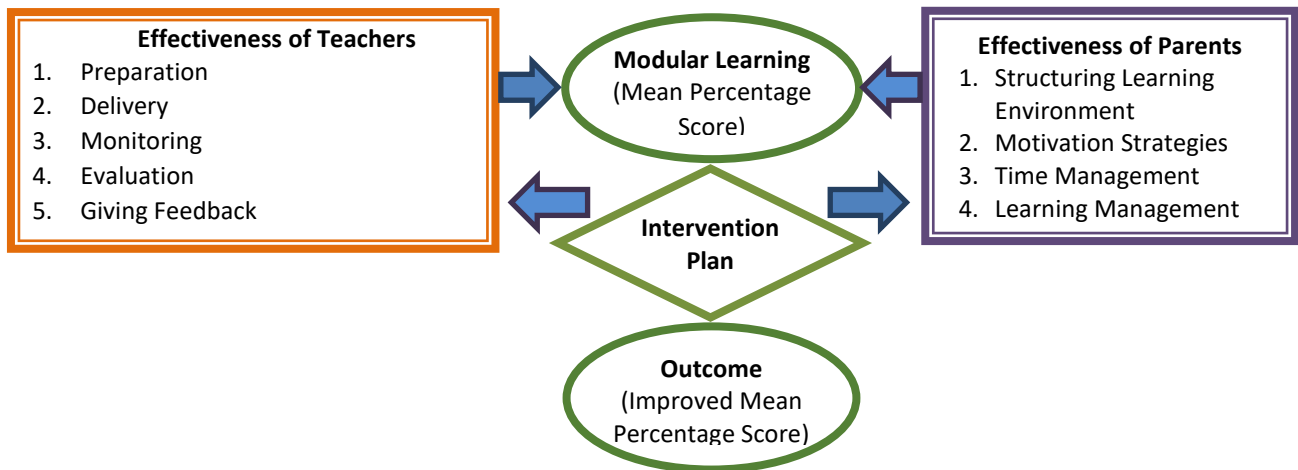 Effectiveness of Teachers
1. Preparation
2. Delivery
3. Monitoring
4. Evaluation
5. Giving Feedback
Modular Learning
(Mean Percentage
Score)
Effectiveness of Parents
1. Structuring Learning
Environment
2. Motivation Strategies
3. Time Management
4. Learning Management
Intervention
Plan
Outcome
(Improved Mean
Percentage Score)